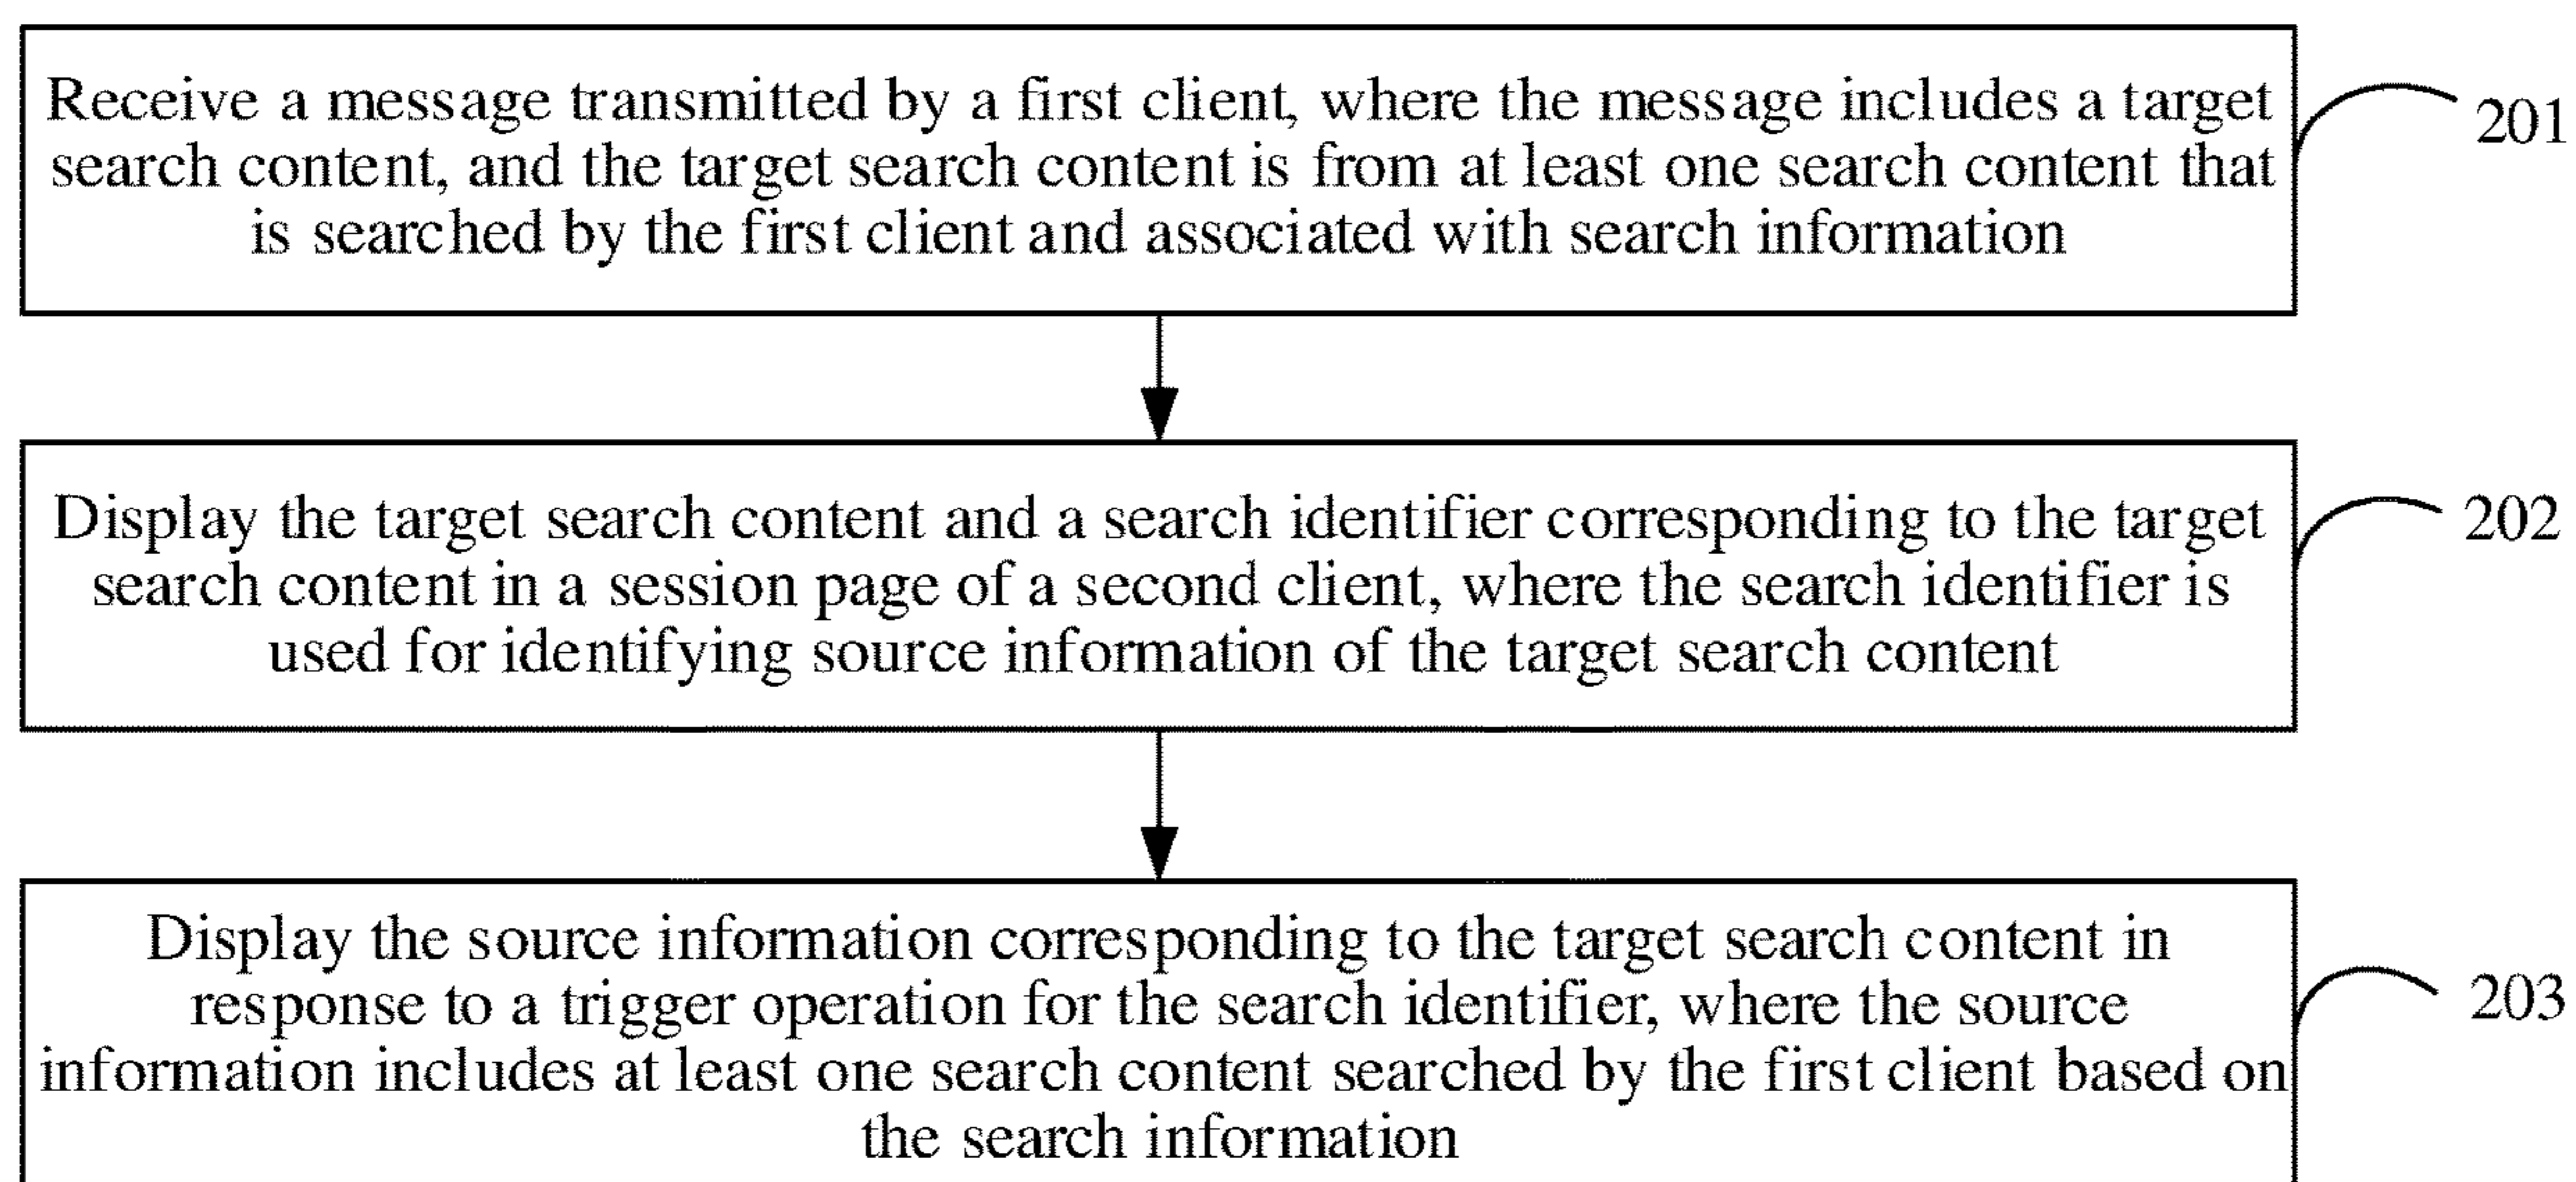 Receive a message transmitted by a first client, where the message includes a target
search content, and the target search content is from at least one search content that
is searched by the first client and associated with search information
201
Display the target search content and a search identifier corresponding to the target
search content in a session page of a second client, where the search identifier is
used for identifying source information of the target search content
202
Display the source information corresponding to the target search content in
response to a trigger operation for the search identifier, where the source
information includes at least one search content searched by the first client based on
the search information
203